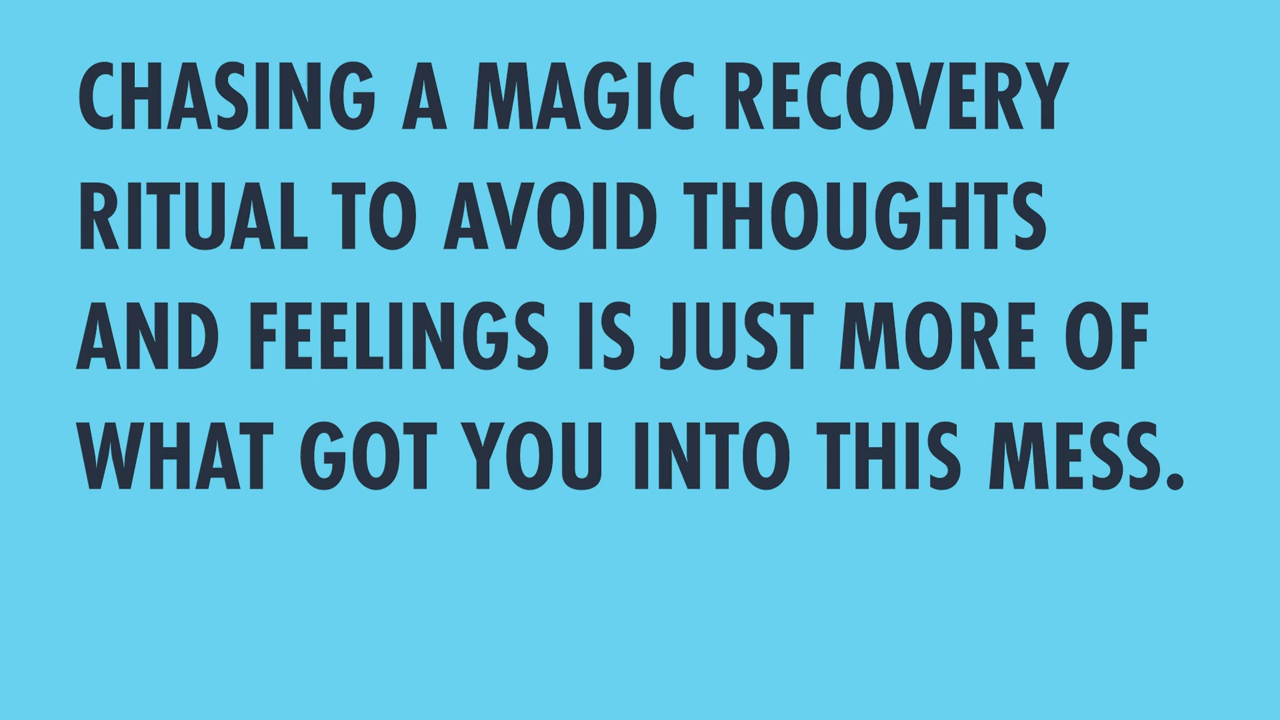 CHASING A MAGIC RECOVERY
RITUAL TO AVOID THOUGHTS
AND FEELINGS IS JUST MORE OF
WHAT GOT YOU INTO THIS MESS.